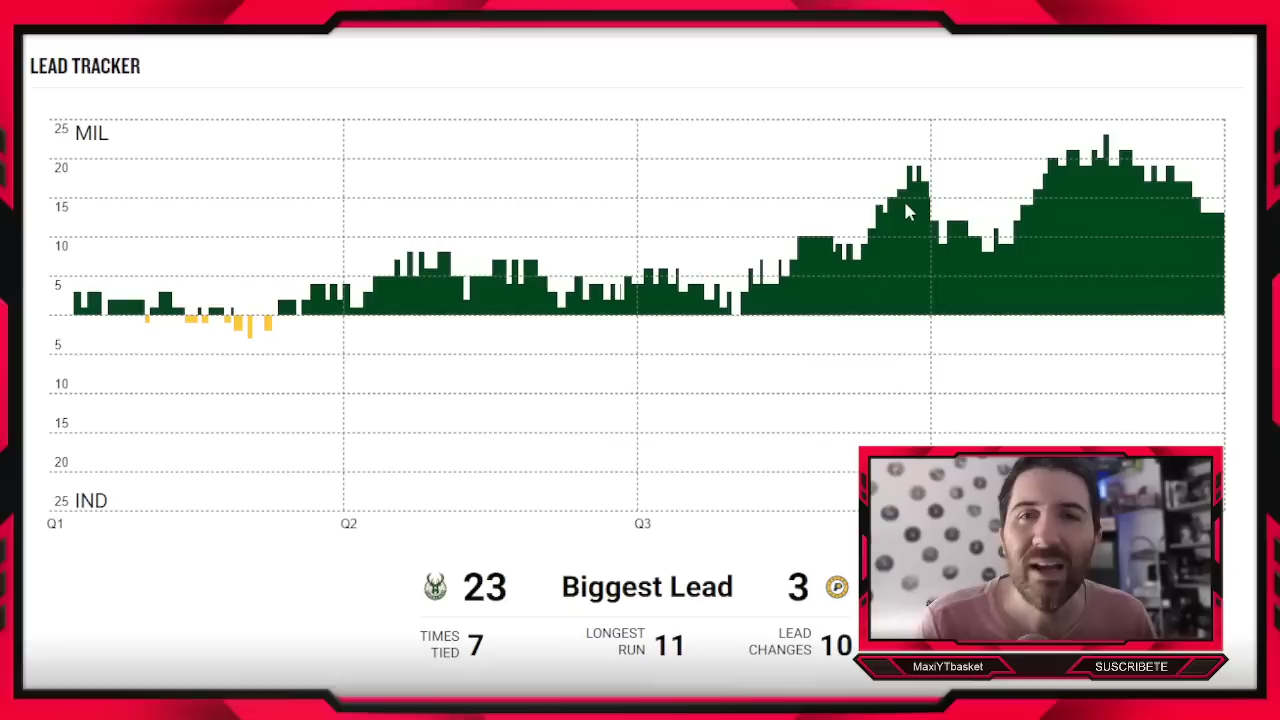 LEAD TRACKER
25 MIL
20
15
10
5
5
10
15
20
25 IND
Q1 Q2 Q3
23 Biggest Lead 3
TIMES TIED 7 LONGEST RUN 11 LEAD CHANGES 10
MaxiYTbasket SUSCRIBETE